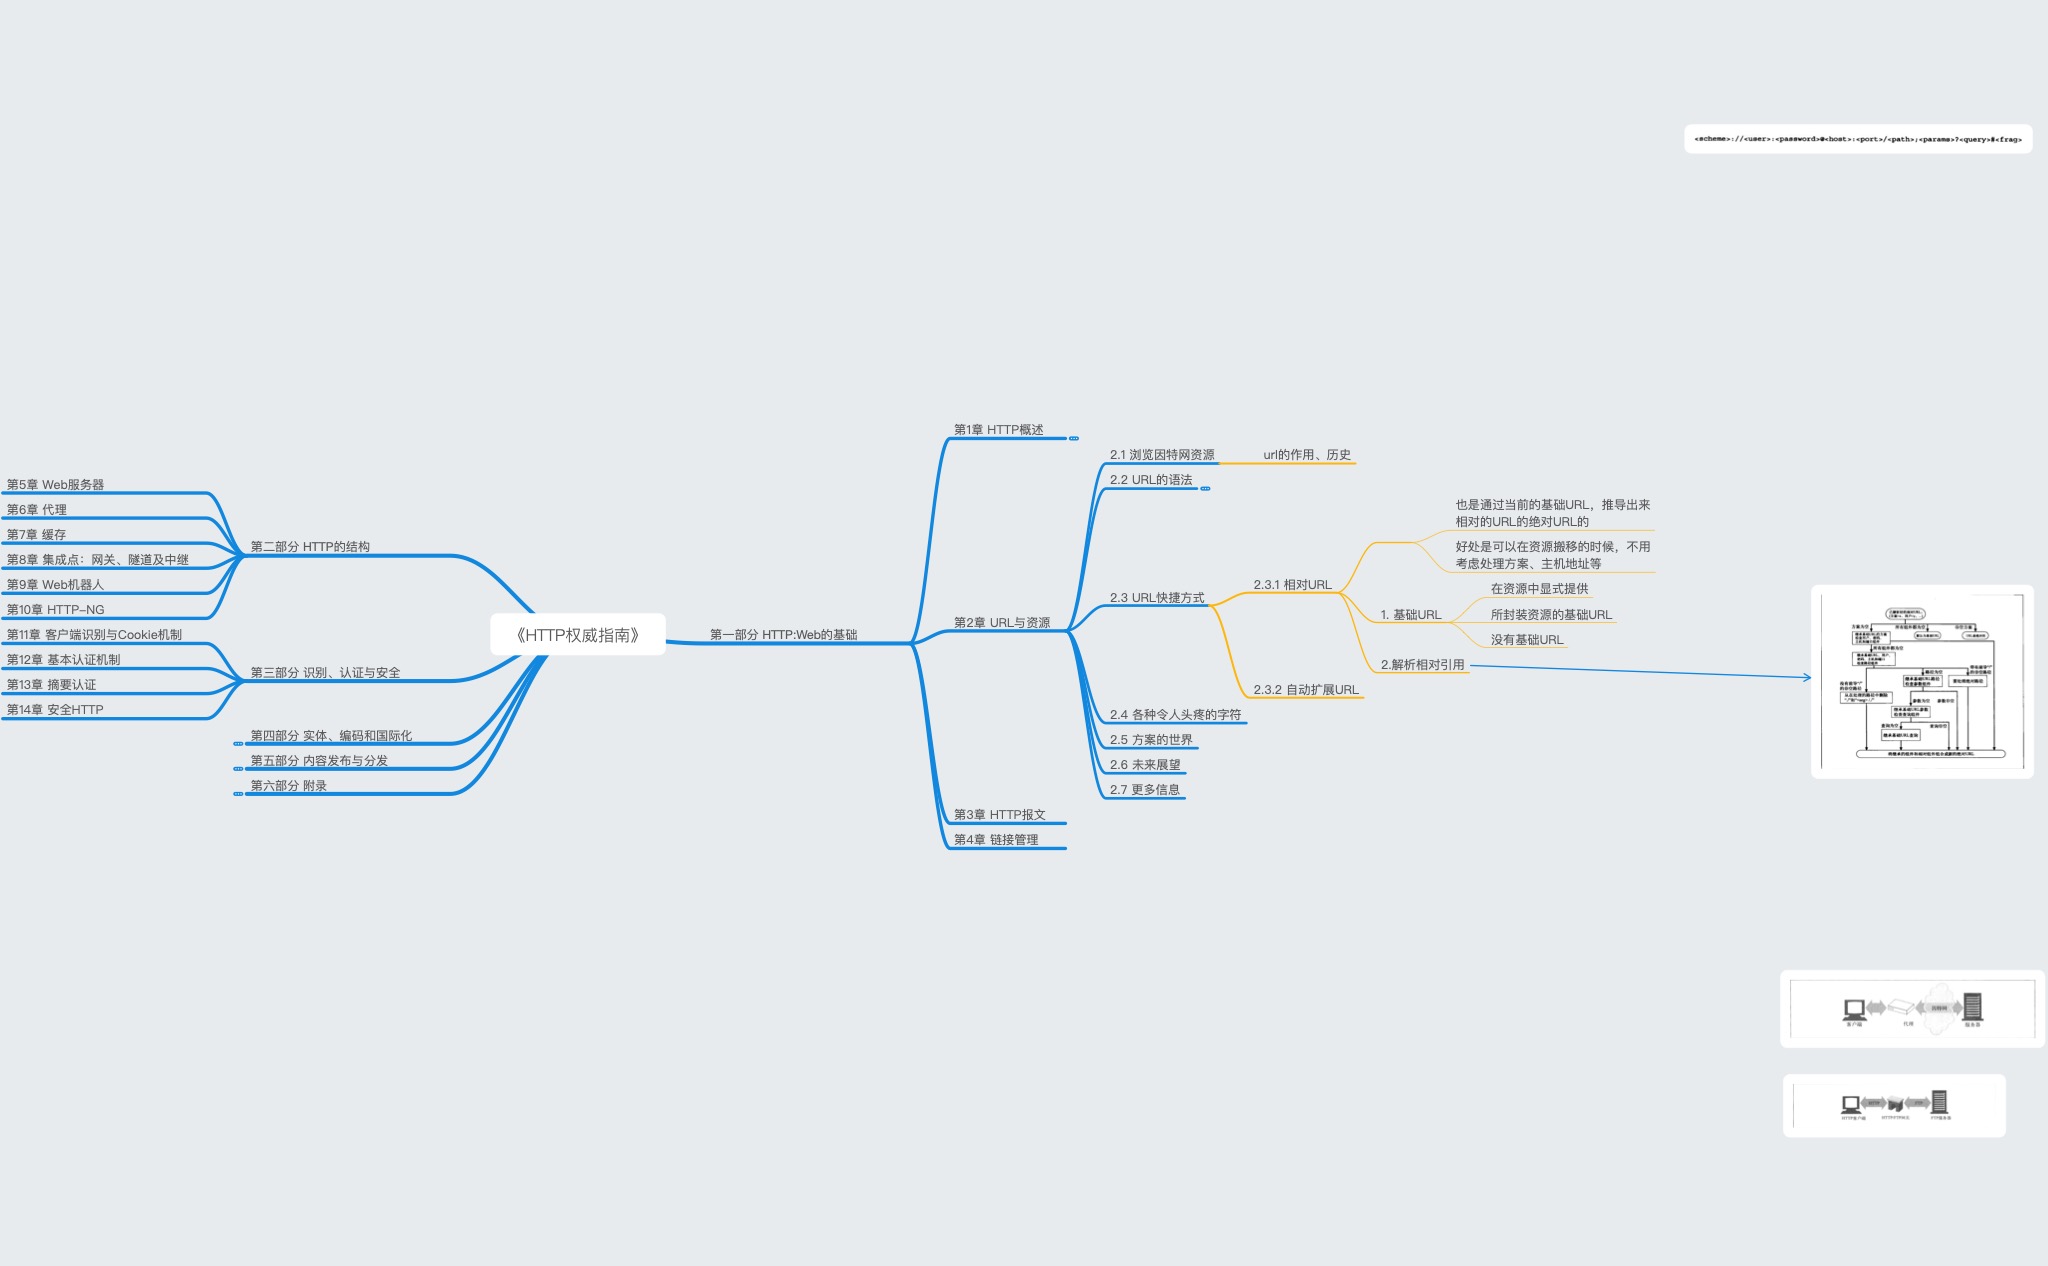 <scheme>://<user>:<password>@<host>:<port>/<path>;<params>?<query>#<frag>
《HTTP权威指南》
第一部分 HTTP:Web的基础
第1章 HTTP概述
第2章 URL与资源
2.1 浏览因特网资源
url的作用、历史
2.2 URL的语法
2.3 URL快捷方式
2.3.1 相对URL
也是通过当前的基础URL，推导出来
相对的URL的绝对URL的
好处是可以在资源搬移的时候，不用
考虑处理方案、主机地址等
1. 基础URL
在资源中显式提供
所封装资源的基础URL
没有基础URL
2.解析相对引用
2.3.2 自动扩展URL
2.4 各种令人头疼的字符
2.5 方案的世界
2.6 未来展望
2.7 更多信息
第3章 HTTP报文
第4章 链接管理
第二部分 HTTP的结构
第5章 Web服务器
第6章 代理
第7章 缓存
第8章 集成点：网关、隧道及中继
第9章 Web机器人
第10章 HTTP-NG
第三部分 识别、认证与安全
第11章 客户端识别与Cookie机制
第12章 基本认证机制
第13章 摘要认证
第14章 安全HTTP
第四部分 实体、编码和国际化
第五部分 内容发布与分发
第六部分 附录
方案为空
所有组件都为空
客户端
代理
因特网
服务器